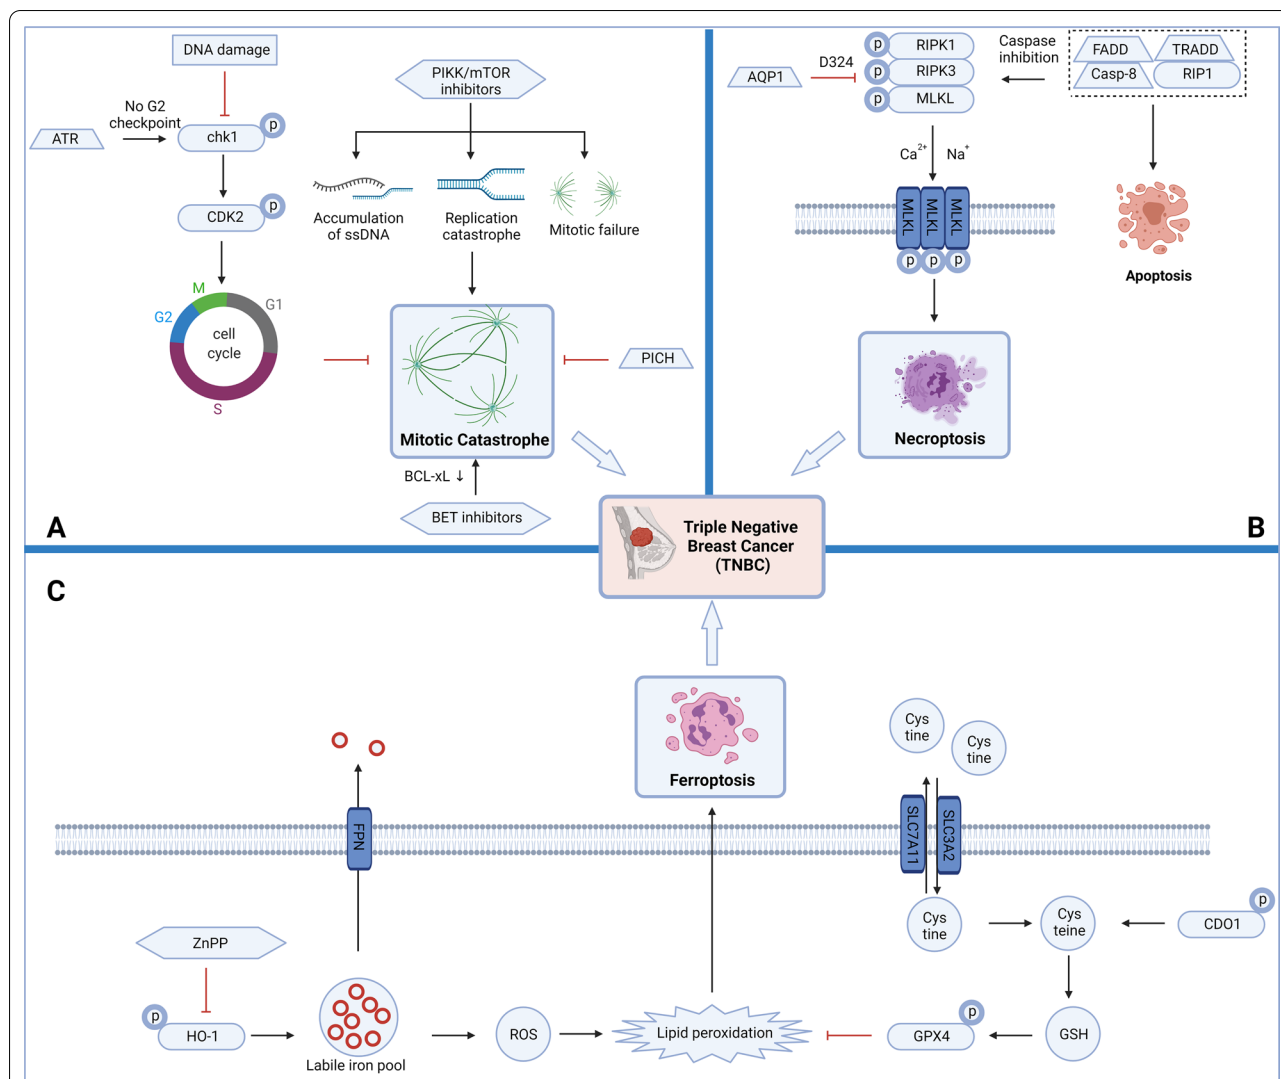 DNA damage
No G2
checkpoint
ATR
chk1
p
CDK2
p
M
G1
G2
cell
cycle
S
PIKK/mTOR
inhibitors
Accumulation
of ssDNA
Replication
catastrophe
Mitotic failure
PICH
Mitotic Catastrophe
BCL-xL ↓
BET inhibitors
A
AQP1
D324
p
RIPK1
p
RIPK3
p
MLKL
Caspase
inhibition
FADD
TRADD
Casp-8
RIP1
Ca2+
Na+
MLKL
MLKL
MLKL
p
p
p
Apoptosis
Necroptosis
B
Triple Negative
Breast Cancer
(TNBC)
C
Ferroptosis
FPN
Cys
tine
Cys
tine
SLC7A11
SLC3A2
Cys
tine
Cys
teine
p
CDO1
ZnPP
p
HO-1
Labile iron pool
ROS
Lipid peroxidation
p
GPX4
GSH